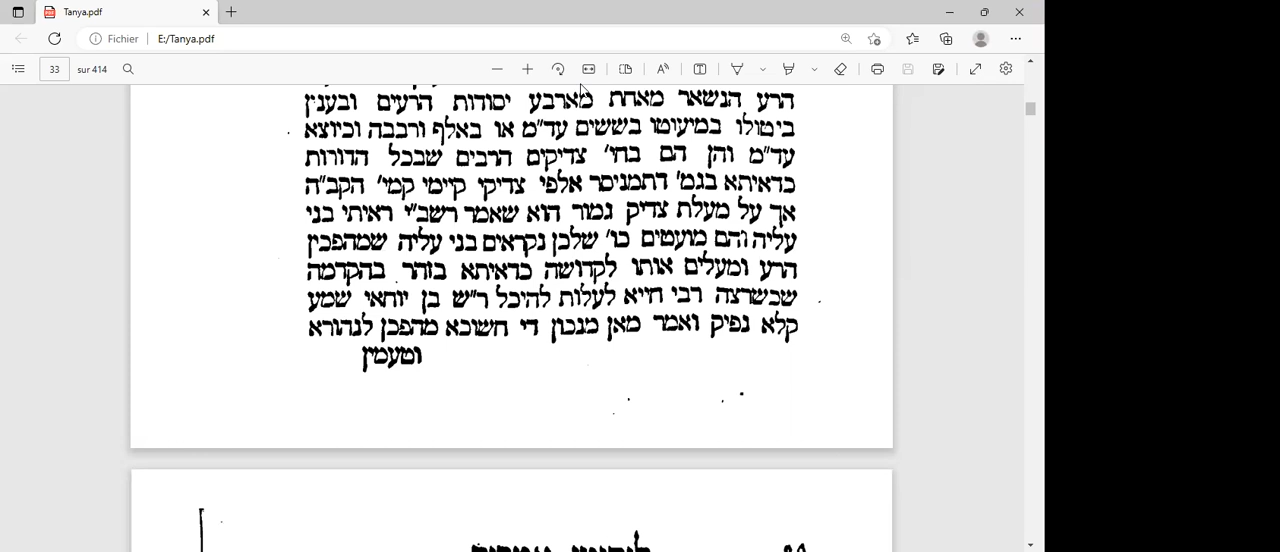 Tanya.pdf
Fichier E:/Tanya.pdf
33 sur 414
הרע הנשאר מאחת מארבע יסודות הרעים ובענין
ביטולו במיעוטו בששים עד"מ או באלף ורבבה וכיוצא
עד"מ והן הם בחי' צדיקים הרבים שבכל הדורות
כדאיתא בגמ' דתמניסר אלפי צדיקי קיימי קמי' הקב"ה
אך על מעלת צדיק גמור הוא שאמר רשב"י ראיתי בני
עליה והם מועטים כו' שלכן נקראים בני עליה שמהפכין
הרע ומעלים אותו לקדושה כדאיתא בזהר בהקדמה
שכשרצה רבי חייא לעלות להיכל ר"ש בן יוחאי שמע
קלא נפיק ואמר מאן מנכון די חשוכא מהפכן לנהורא
וטעמין